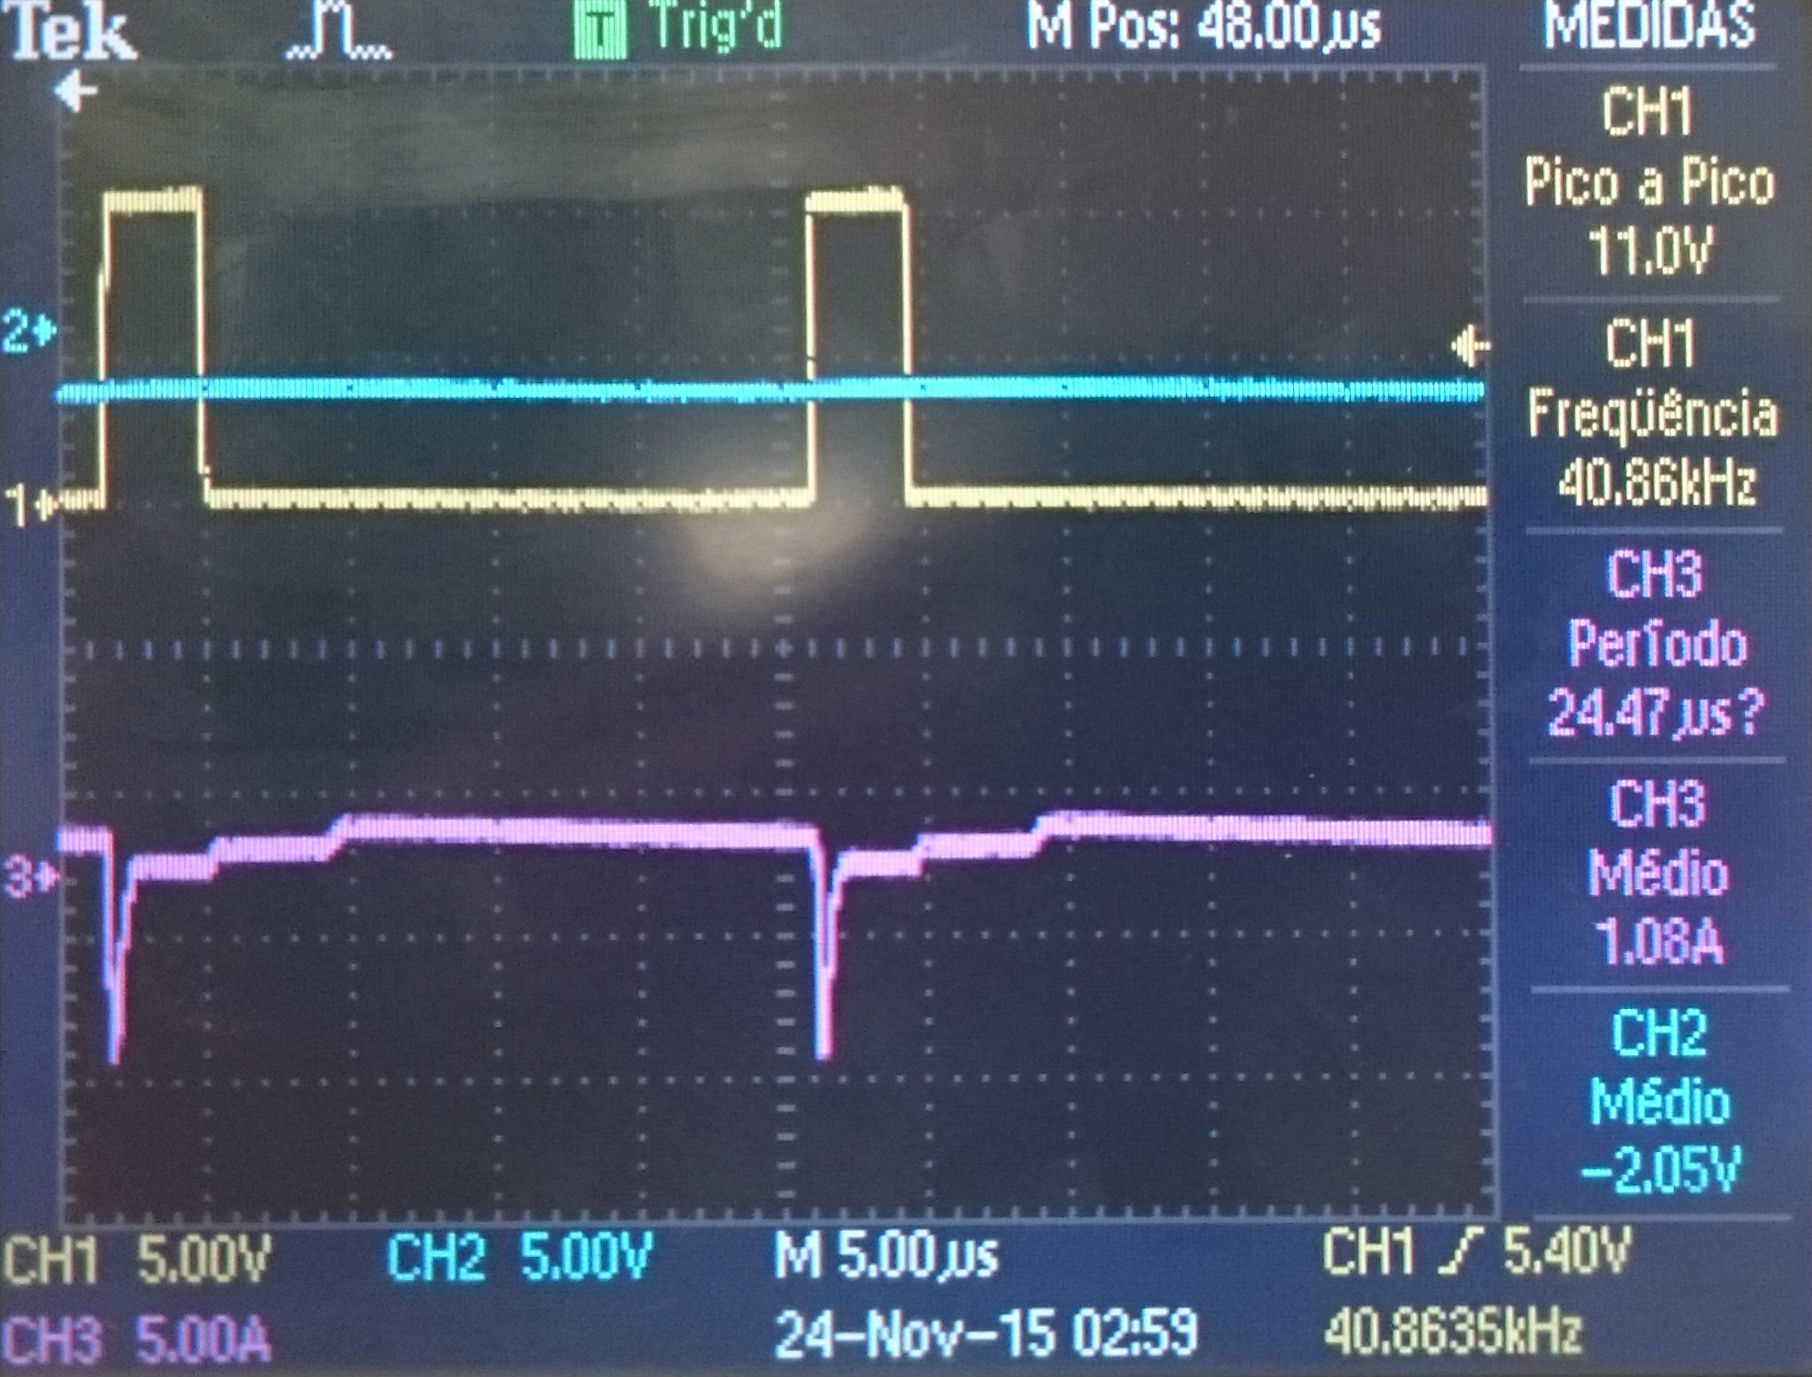 Tek
T Trig'd
M Pos: 48.00µs
MEDIDAS
CH1
Pico a Pico
11.0V
CH1
Freqüência
40.86kHz
CH3
Período
24.47µs?
CH3
Médio
1.08A
CH2
Médio
-2.05V
2
1
3
CH1 5.00V
CH2 5.00V
M 5.00µs
CH1 5.40V
CH3 5.00A
24-Nov-15 02:59
40.8635kHz